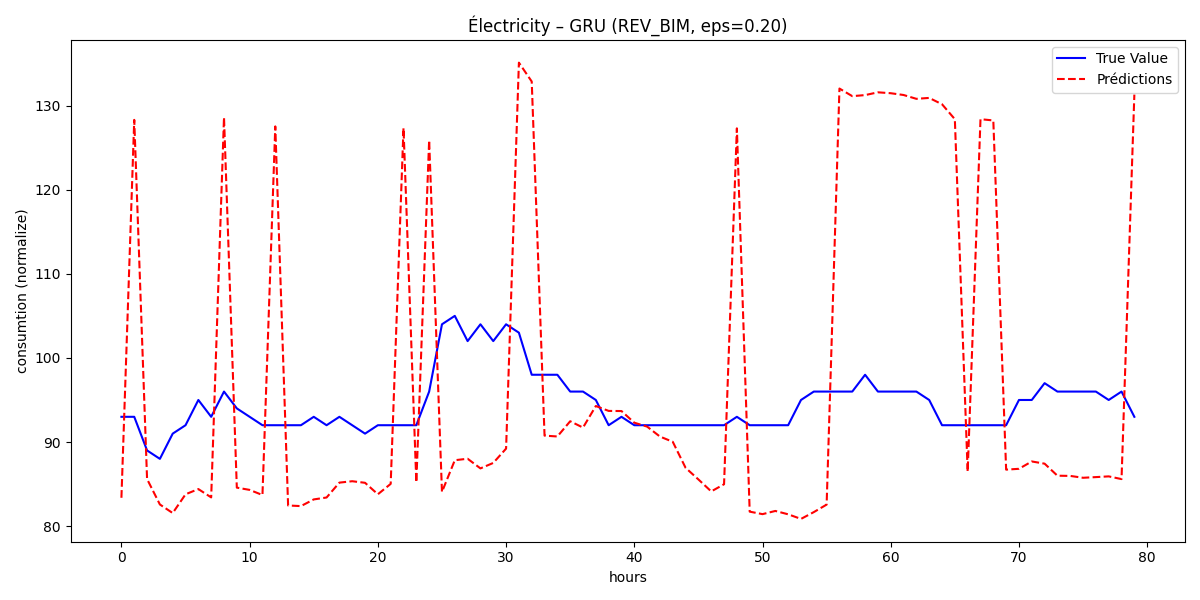 Électricity – GRU (REV_BIM, eps=0.20)
True Value
Prédictions
consumtion (normalize)
130
120
110
100
90
80
0 10 20 30 40 50 60 70 80
hours